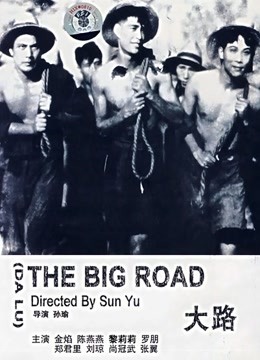 (DA LU)
THE BIG ROAD
Directed By Sun Yu
导演 孙瑜
大路
主演 金焰 陈燕燕 黎莉莉 罗朋
郑君里 刘琼 尚冠武 张翼